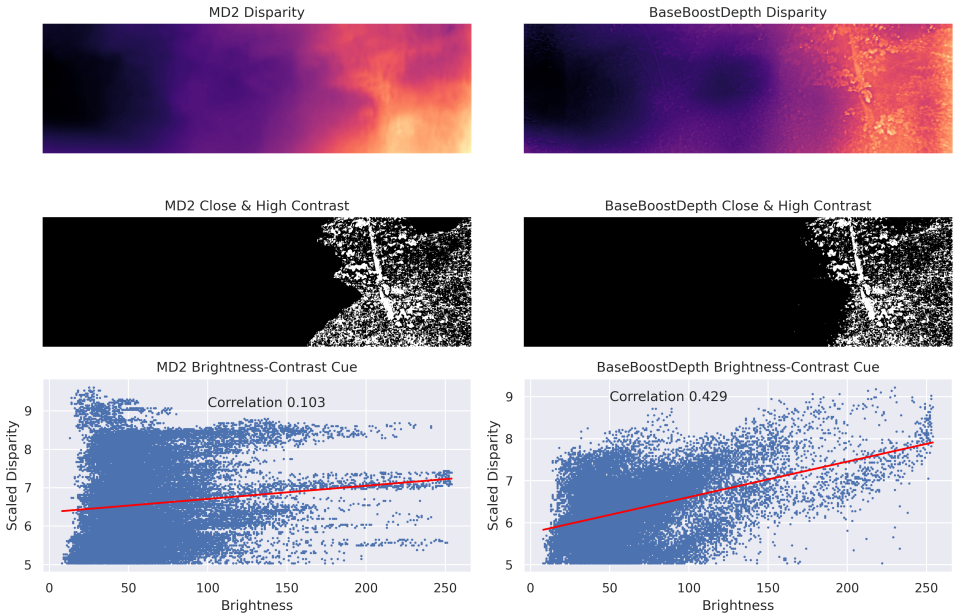 MD2 Disparity
BaseBoostDepth Disparity
MD2 Close & High Contrast
BaseBoostDepth Close & High Contrast
MD2 Brightness-Contrast Cue
Correlation 0.103
Scaled Disparity
9
8
7
6
5
0 50 100 150 200 250
Brightness
BaseBoostDepth Brightness-Contrast Cue
Correlation 0.429
Scaled Disparity
9
8
7
6
5
0 50 100 150 200 250
Brightness